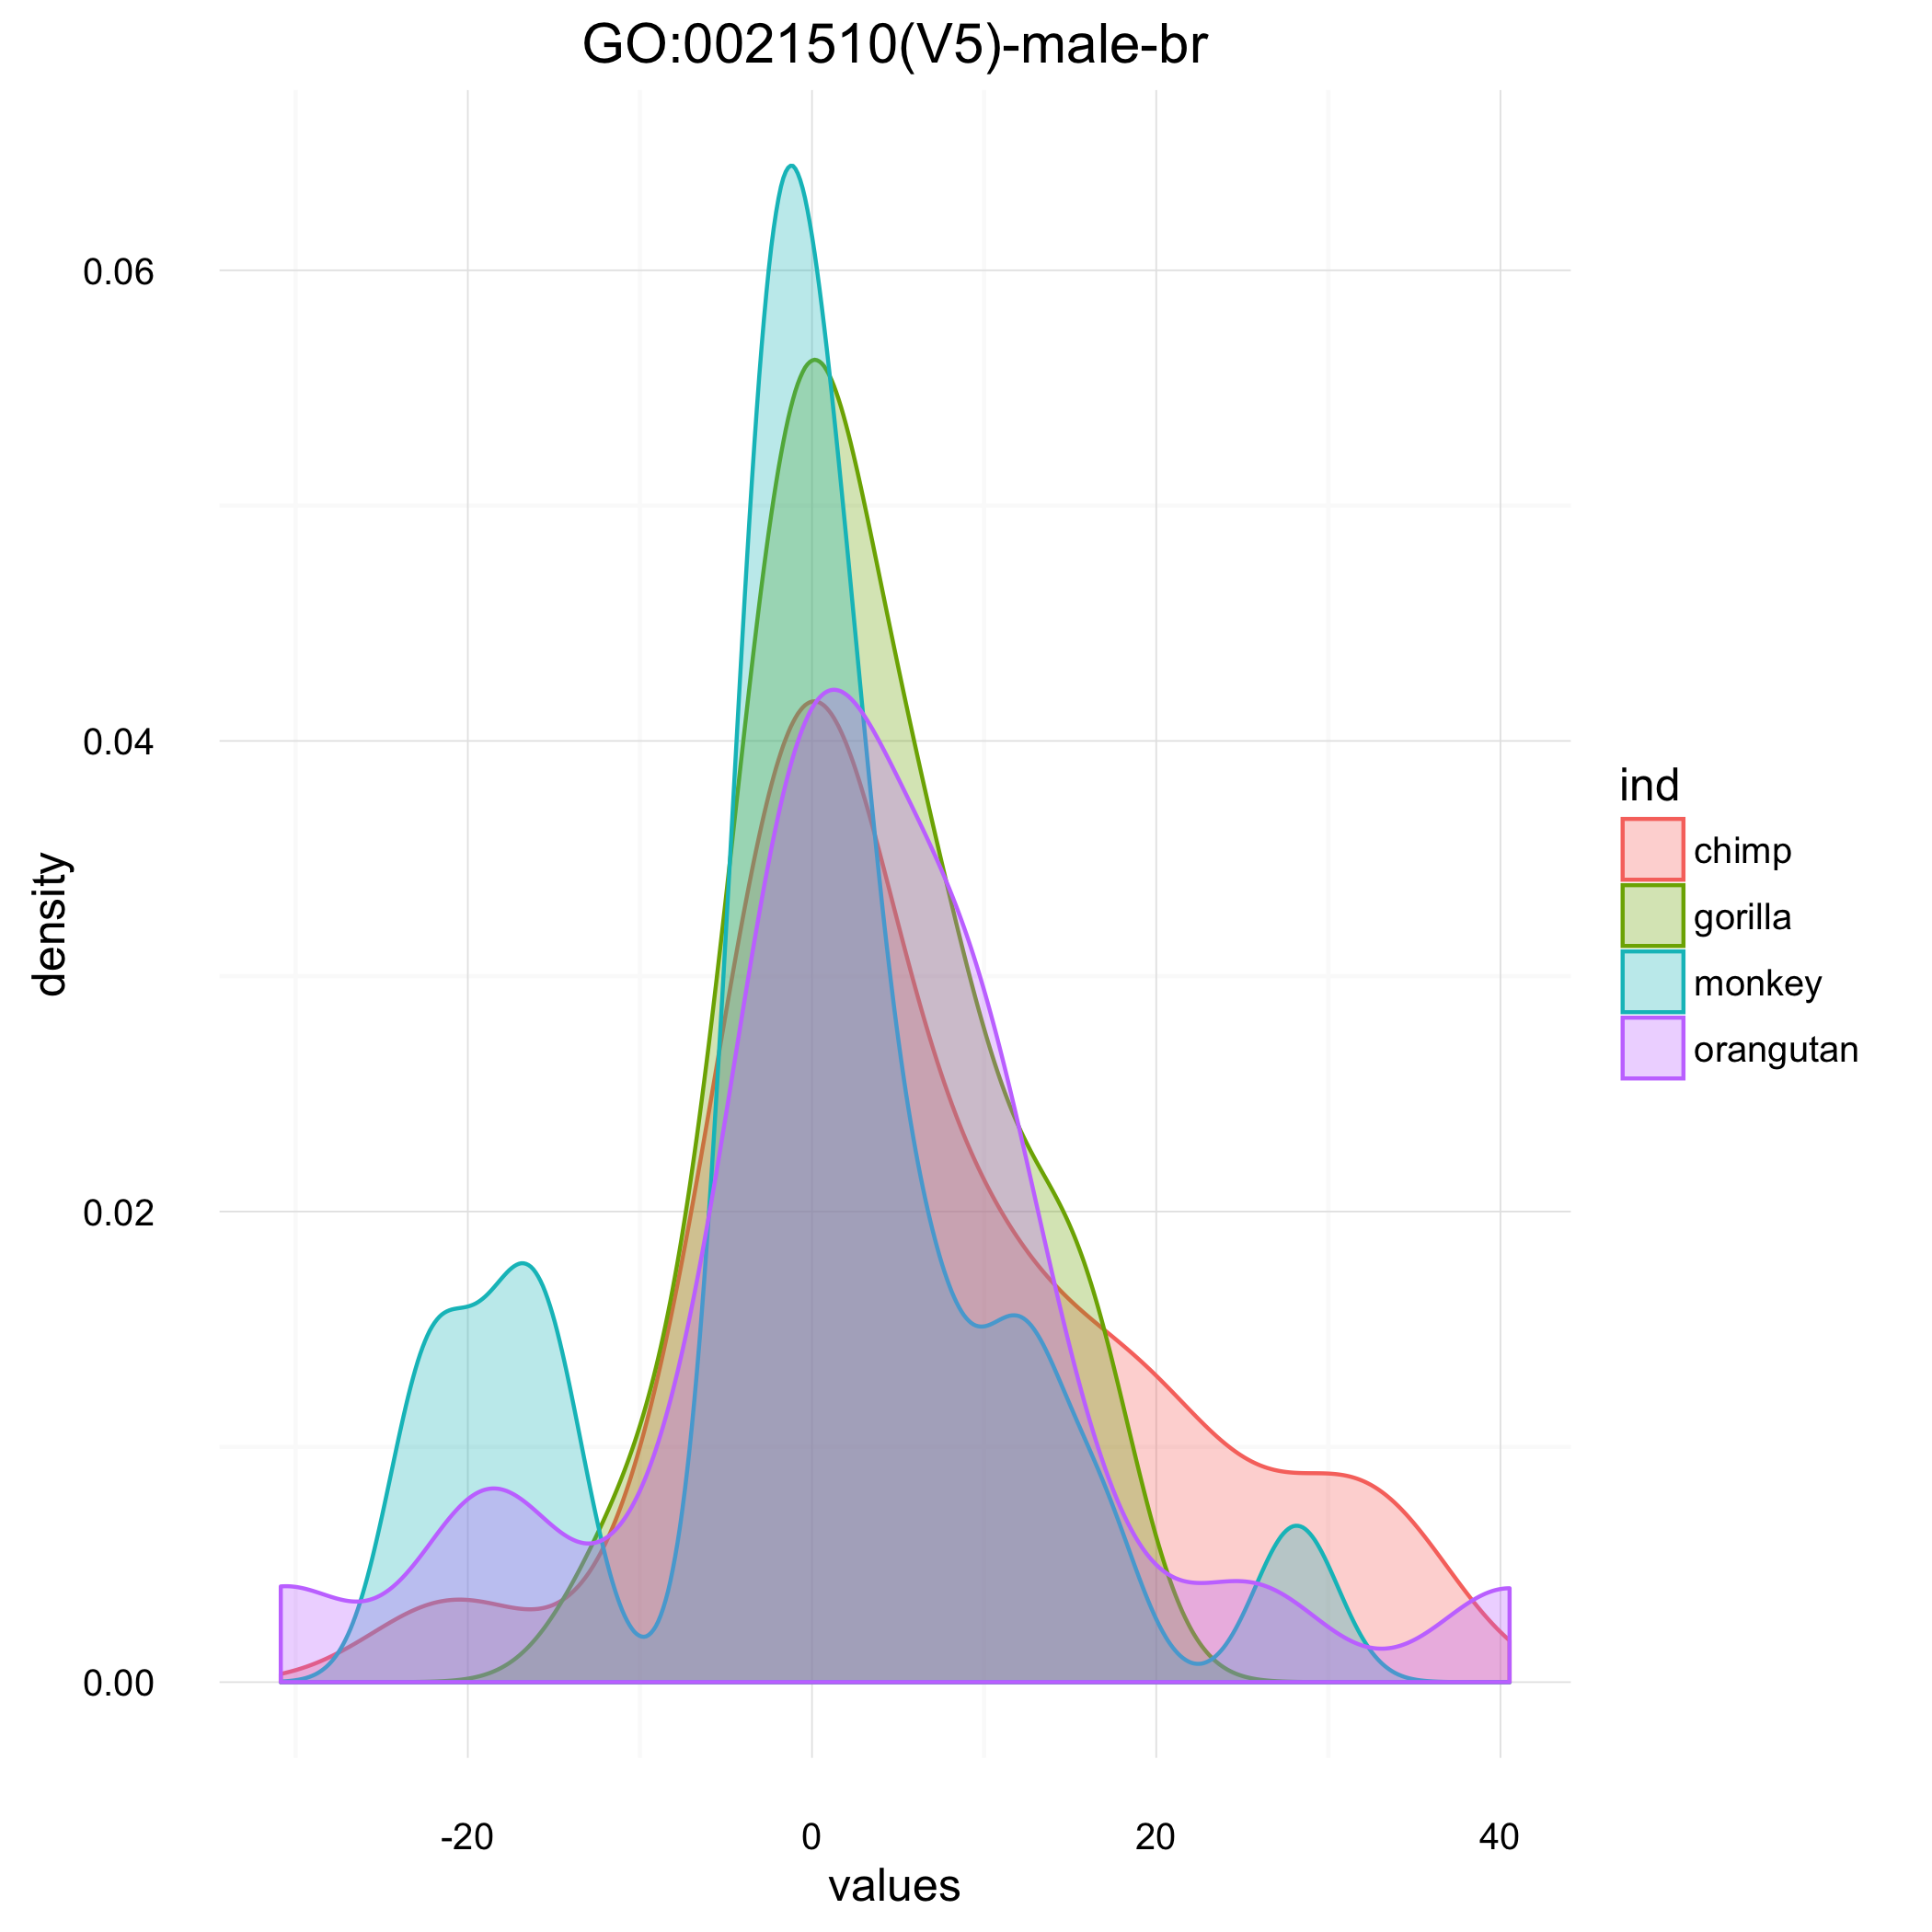 GO:0021510(V5)-male-br
0.06
0.04
0.02
0.00
density
-20 0 20 40
values
ind
chimp
gorilla
monkey
orangutan